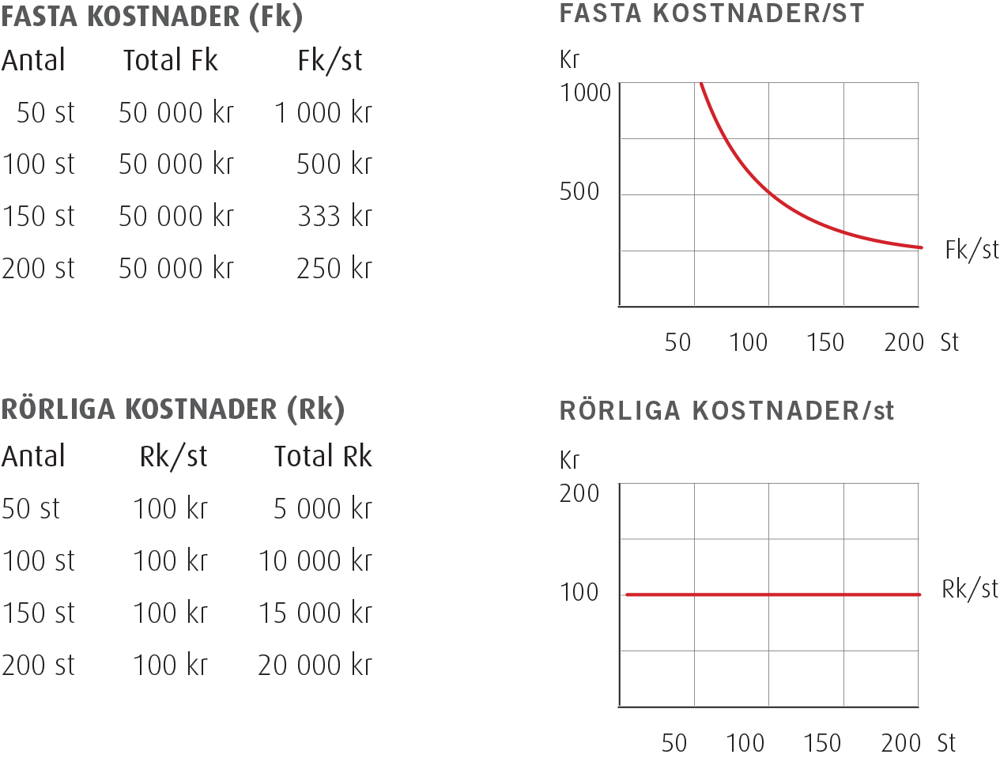 FASTA KOSTNADER (Fk)
Antal Total Fk Fk/st
50 st 50 000 kr 1 000 kr
100 st 50 000 kr 500 kr
150 st 50 000 kr 333 kr
200 st 50 000 kr 250 kr
FASTA KOSTNADER/ST
Kr
1000
500
Fk/st
50 100 150 200 St
RÖRLIGA KOSTNADER (Rk)
Antal Rk/st Total Rk
50 st 100 kr 5 000 kr
100 st 100 kr 10 000 kr
150 st 100 kr 15 000 kr
200 st 100 kr 20 000 kr
RÖRLIGA KOSTNADER/st
Kr
200
100
Rk/st
50 100 150 200 St